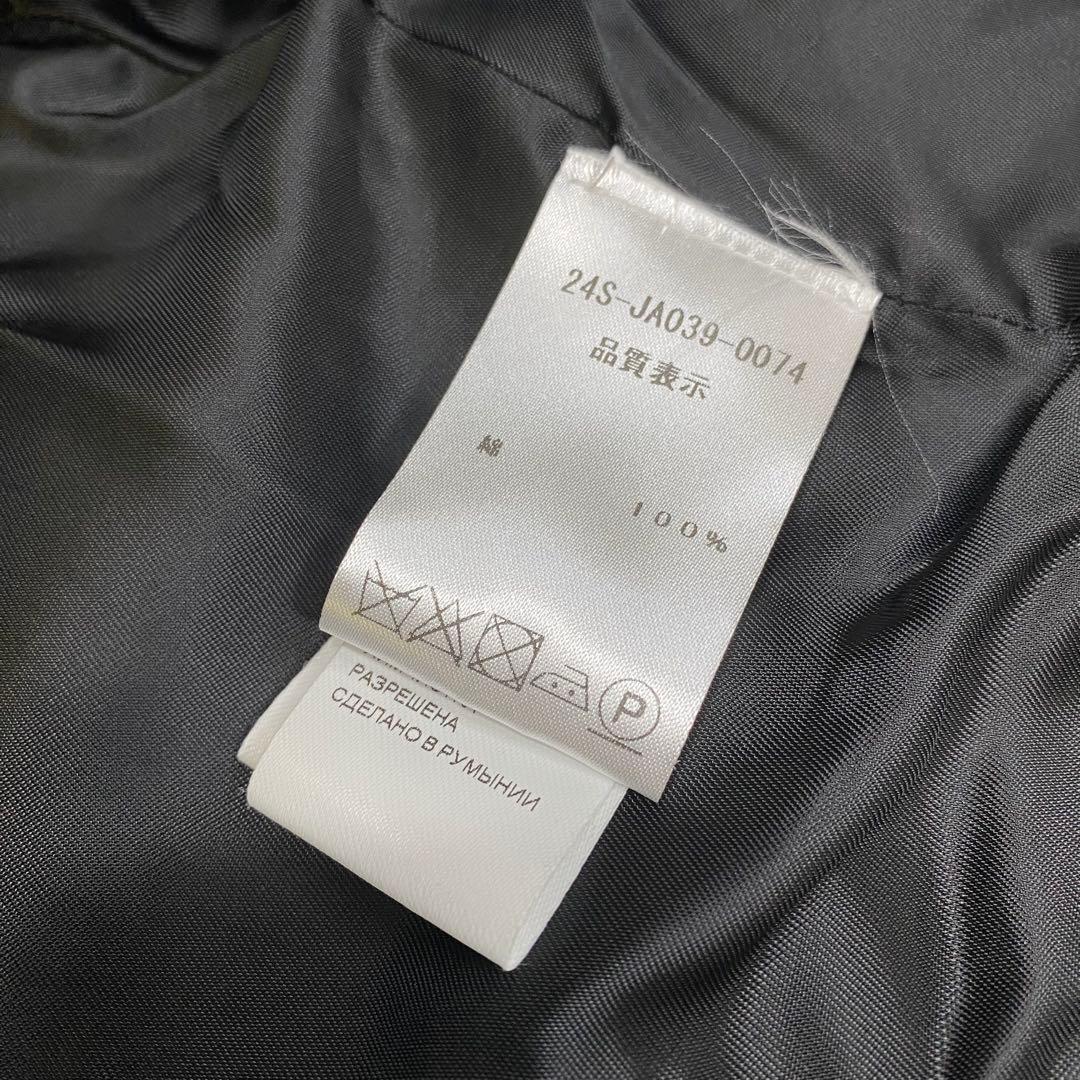 24S-JA039-0074
品質表示
綿
100%
P
РАЗРЕШЕНА
СДЕЛАНО В РУМЫНИИ